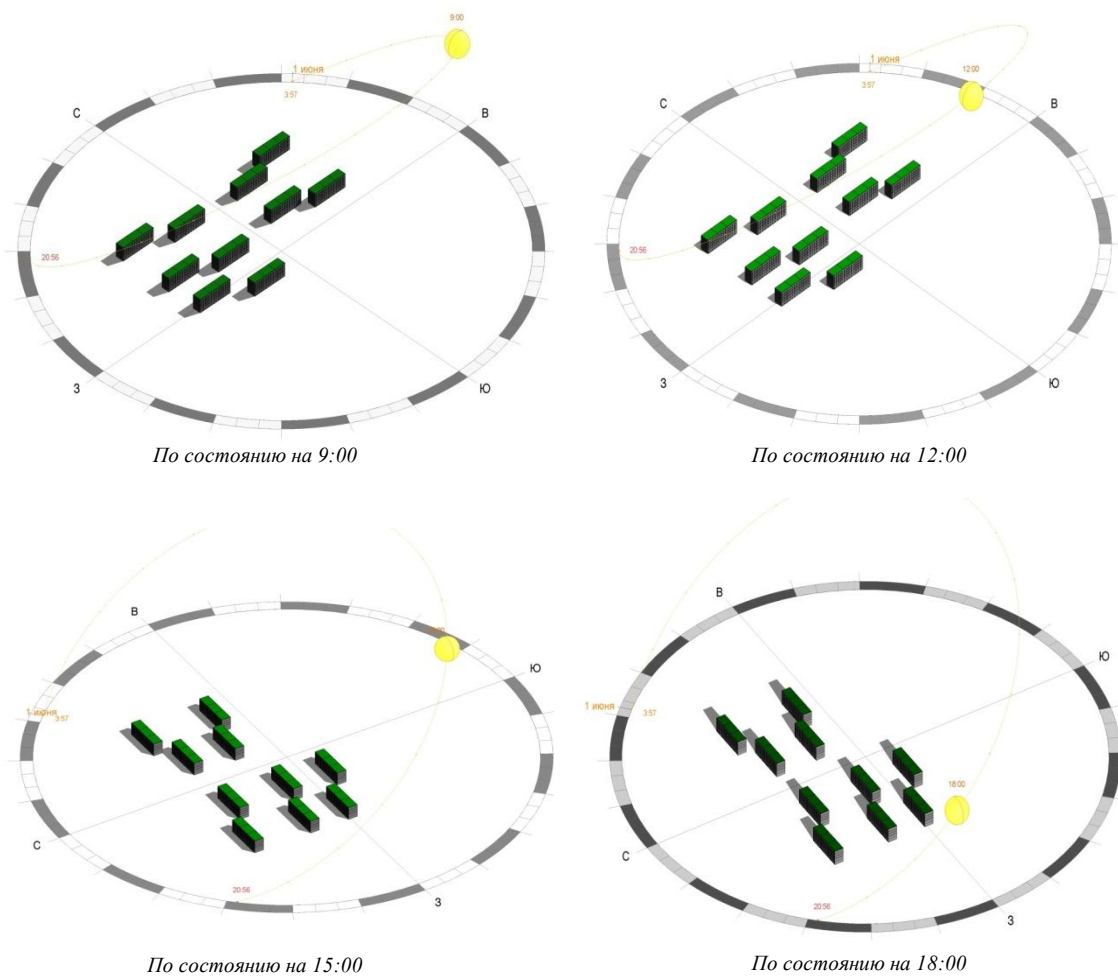 9:00
1 июня
3:57
С
В
20:56
З
Ю
По состоянию на 9:00
1 июня
12:00
3:57
С
В
20:56
З
Ю
По состоянию на 12:00
В
Ю
1 июня
3:57
С
20:56
З
По состоянию на 15:00
В
Ю
1 июня
3:57
18:00
С
20:56
З
По состоянию на 18:00